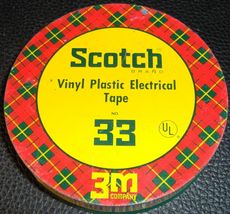 Scotch
BRAND
Vinyl Plastic Electrical
Tape
NO
33
UL
3M
COMPANY